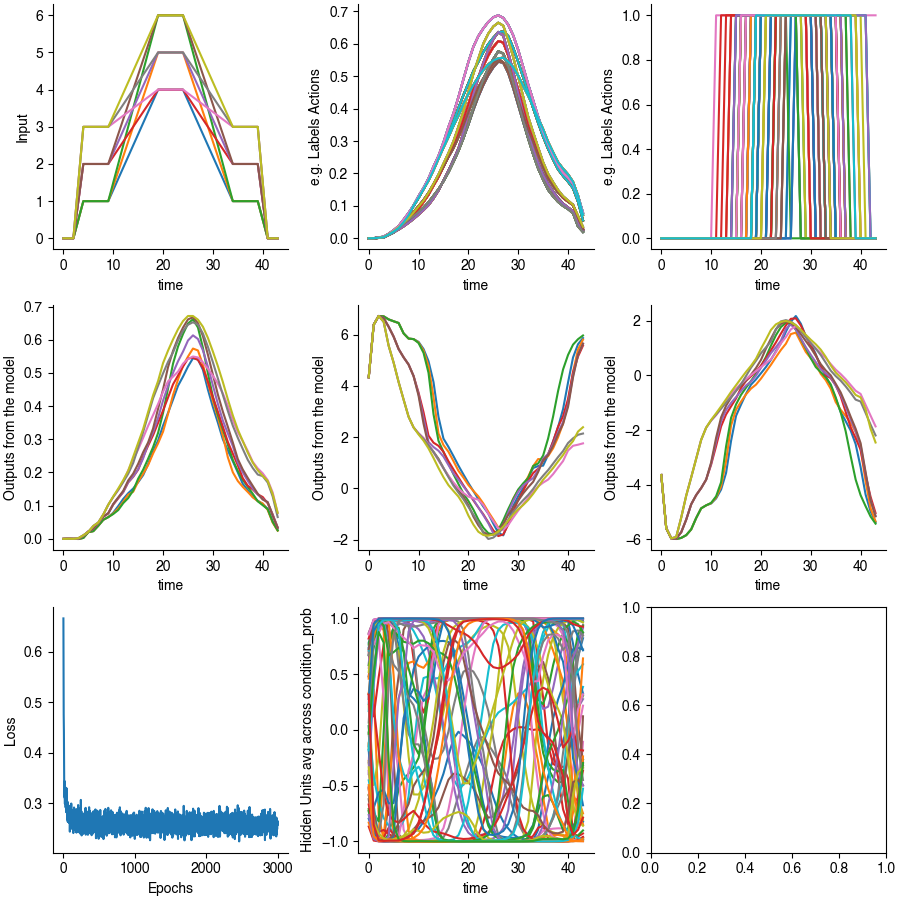 6
5
4
3
2
1
0
Input
0 10 20 30 40
time
0.7
0.6
0.5
0.4
0.3
0.2
0.1
0.0
e.g. Labels Actions
0 10 20 30 40
time
1.0
0.8
0.6
0.4
0.2
0.0
e.g. Labels Actions
0 10 20 30 40
time
0.7
0.6
0.5
0.4
0.3
0.2
0.1
0.0
Outputs from the model
0 10 20 30 40
time
6
4
2
0
−2
Outputs from the model
0 10 20 30 40
time
2
0
−2
−4
−6
Outputs from the model
0 10 20 30 40
time
0.6
0.5
0.4
0.3
Loss
0 1000 2000 3000
Epochs
1.0
0.5
0.0
−0.5
−1.0
Hidden Units avg across condition_prob
0 10 20 30 40
time
1.0
0.8
0.6
0.4
0.2
0.0
0.0 0.2 0.4 0.6 0.8 1.0